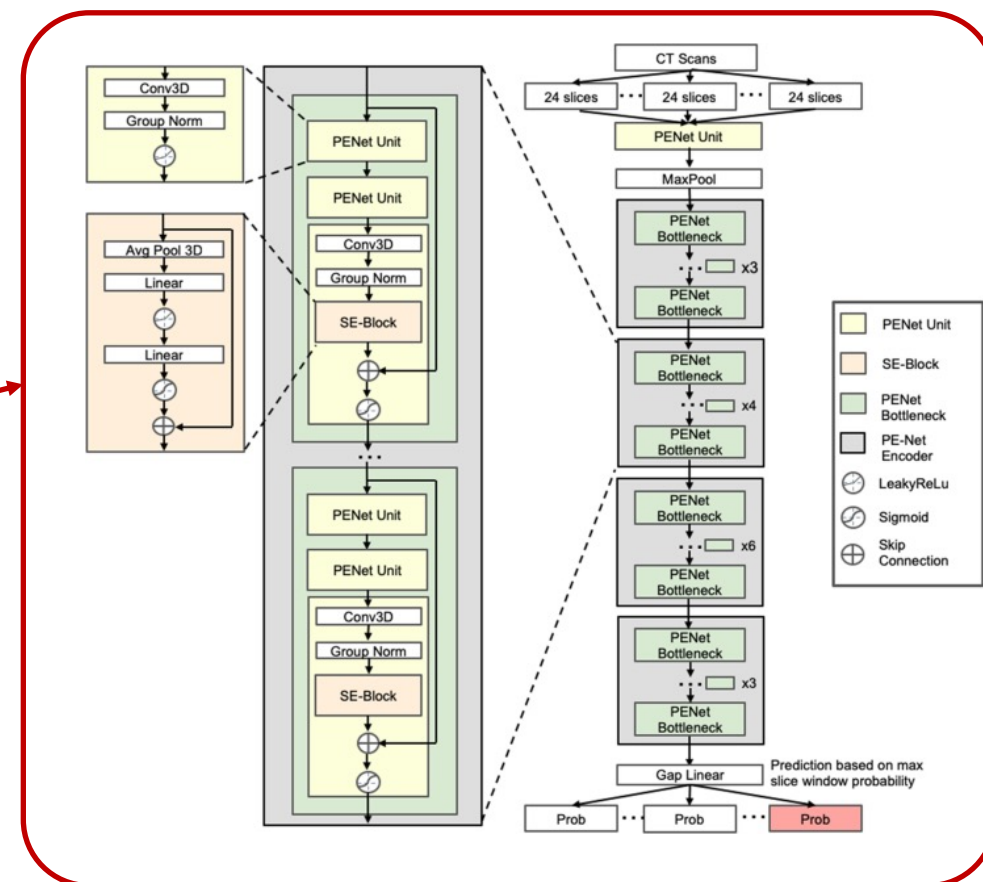 Conv3D
Group Norm
Avg Pool 3D
Linear
Linear
PENet Unit
PENet Unit
Conv3D
Group Norm
SE-Block
...
PENet Unit
PENet Unit
Conv3D
Group Norm
SE-Block
CT Scans
24 slices ... 24 slices ... 24 slices
PENet Unit
MaxPool
PENet
Bottleneck
... x3
PENet
Bottleneck
PENet
Bottleneck
... x4
PENet
Bottleneck
PENet
Bottleneck
... x6
PENet
Bottleneck
PENet
Bottleneck
... x3
PENet
Bottleneck
Gap Linear
Prediction based on max
slice window probability
Prob ... Prob ... Prob
PENet Unit
SE-Block
PENet
Bottleneck
PE-Net
Encoder
LeakyReLu
Sigmoid
Skip
Connection